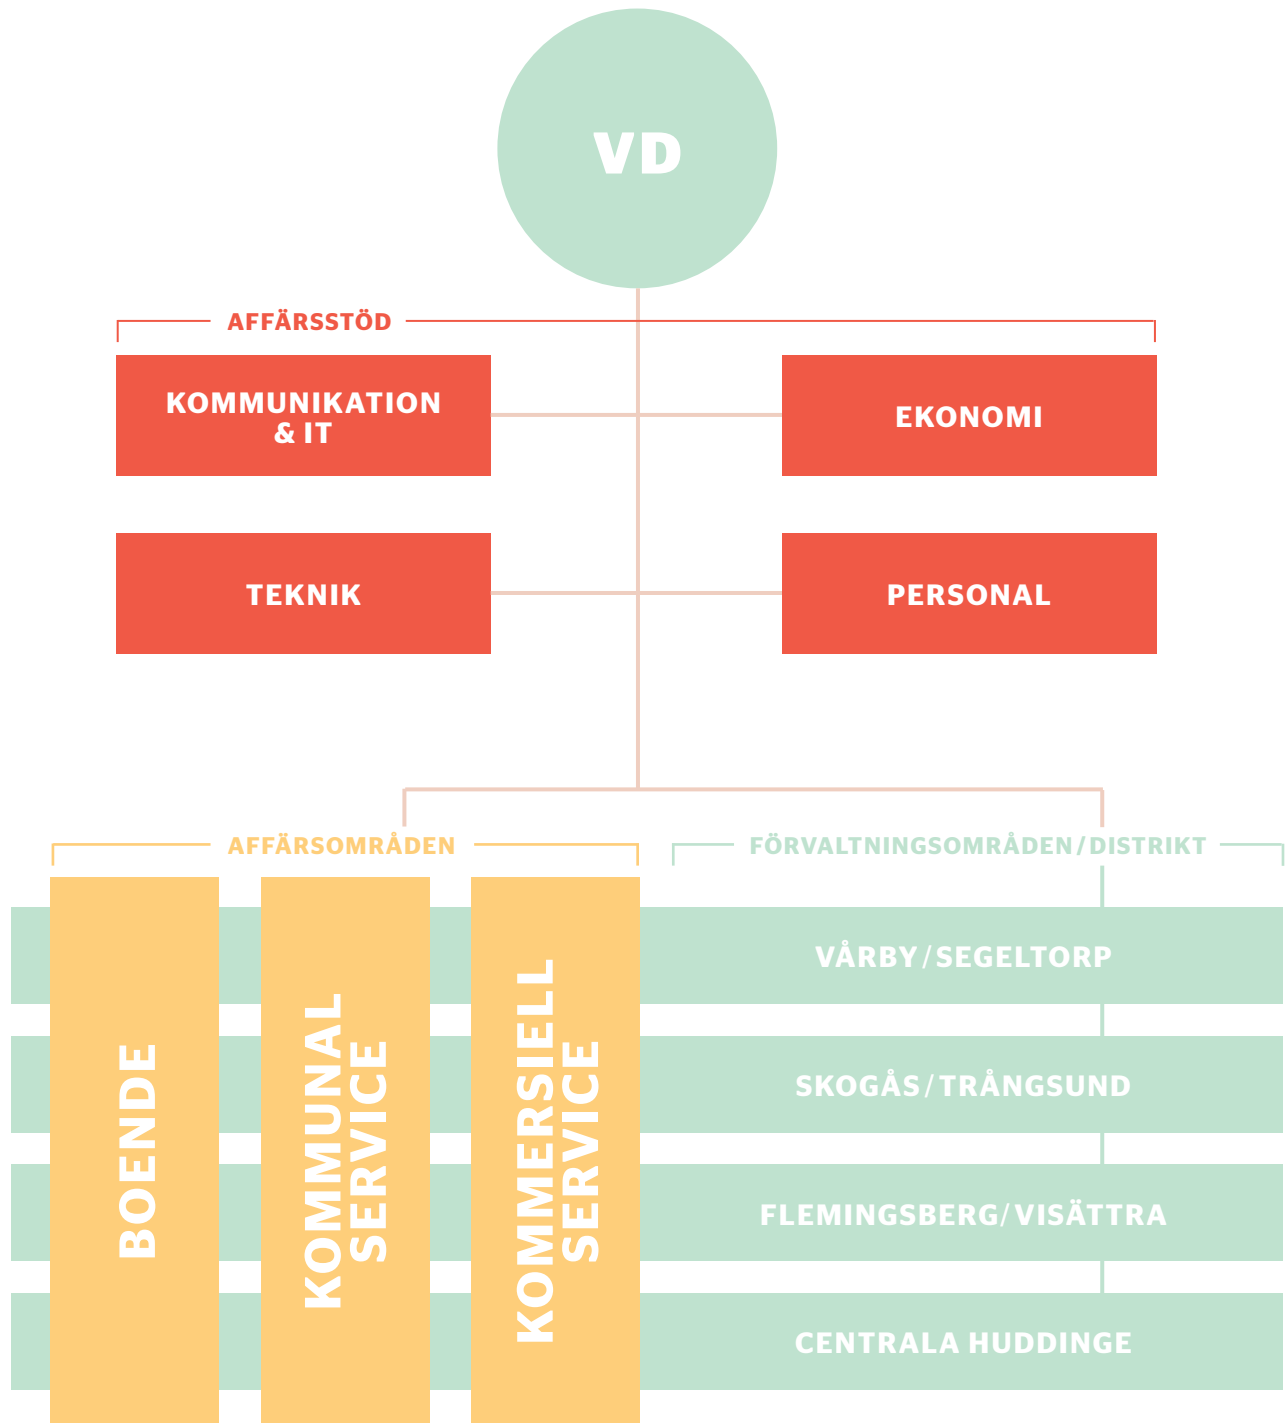 VD
AFFÄRSSTÖD
KOMMUNIKATION
& IT
EKONOMI
TEKNIK
PERSONAL
AFFÄRSOMRÅDEN
FÖRVALTNINGSOMRÅDEN/DISTRIKT
BOENDE
KOMMUNAL
SERVICE
KOMMERSIELL
SERVICE
VÅRBY/SEGELTORP
SKOGÅS/TRÅNGSUND
FLEMINGSBERG/VISÄTTRA
CENTRALA HUDDINGE